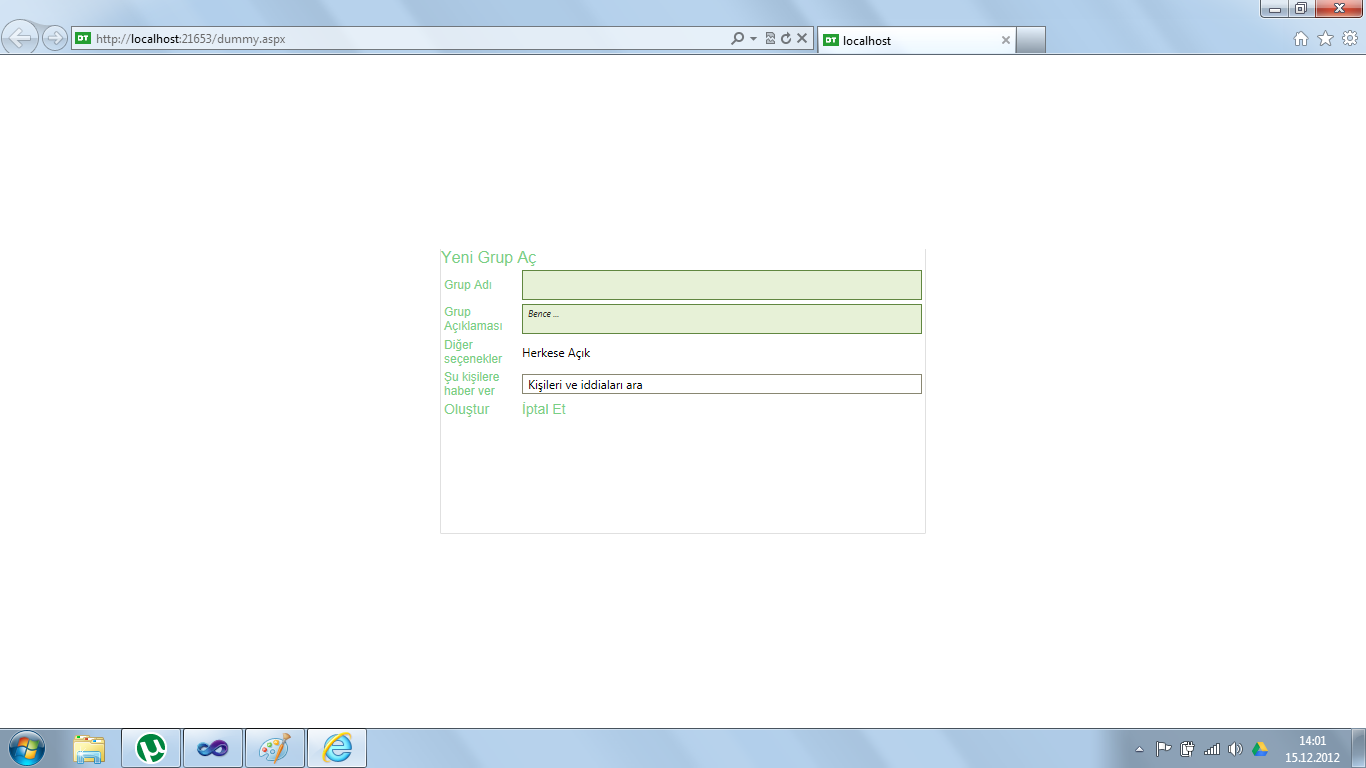 http://localhost:21653/dummy.aspx
DT localhost
Yeni Grup Aç
Grup Adı
Grup
Açıklaması
Bence ...
Diğer
seçenekler
Herkese Açık
Şu kişilere
haber ver
Kişileri ve iddiaları ara
Oluştur
İptal Et
14:01
15.12.2012